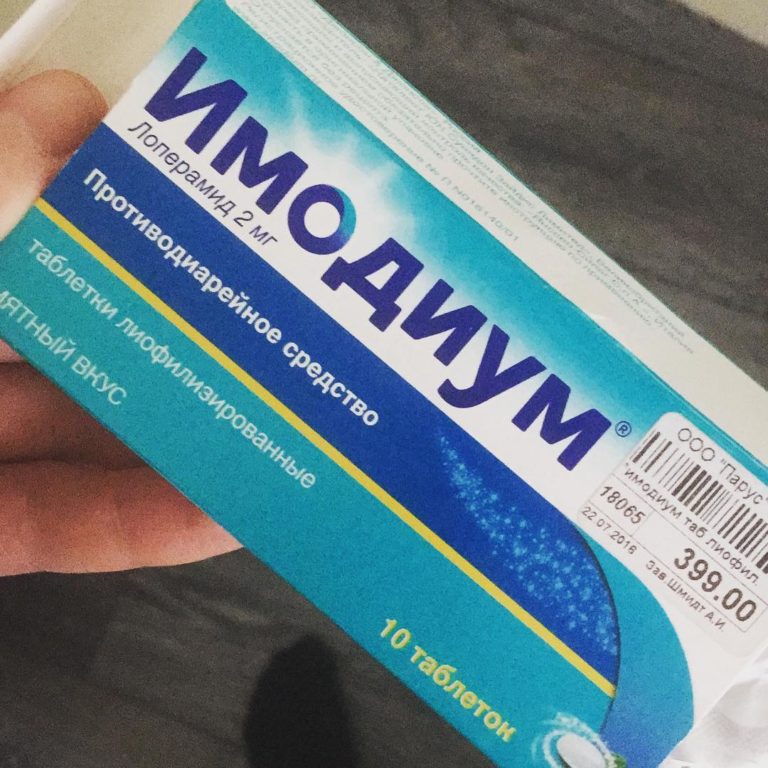 Имодиум®
Лоперамид 2 мг
Противодиарейное средство
таблетки лиофилизированные
МЯТНЫЙ ВКУС
10 таблеток
ООО "Парус"
"имодиум таб лиофил.
18065
399.00
22.07.2016
Зав Шмидт А.И.